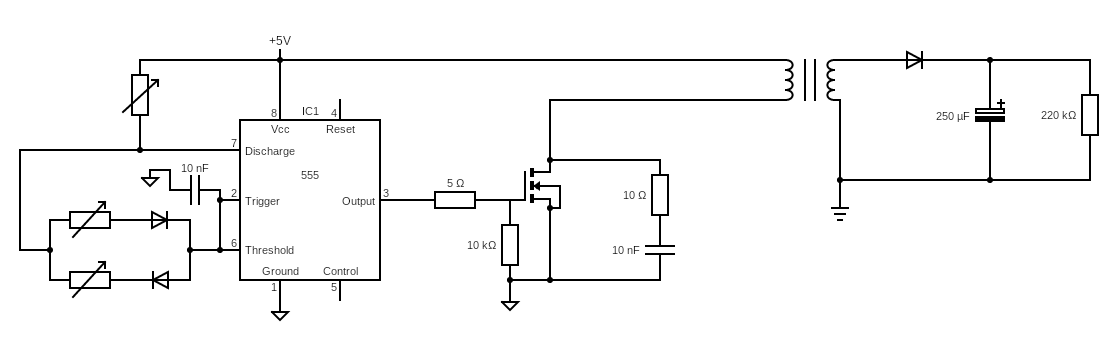 +5V
8
IC1
4
Vcc
Reset
7
Discharge
10 nF
555
2
Trigger
Output
3
6
Threshold
Ground
Control
1
5
5 Ω
10 kΩ
10 Ω
10 nF
250 µF
+
220 kΩ